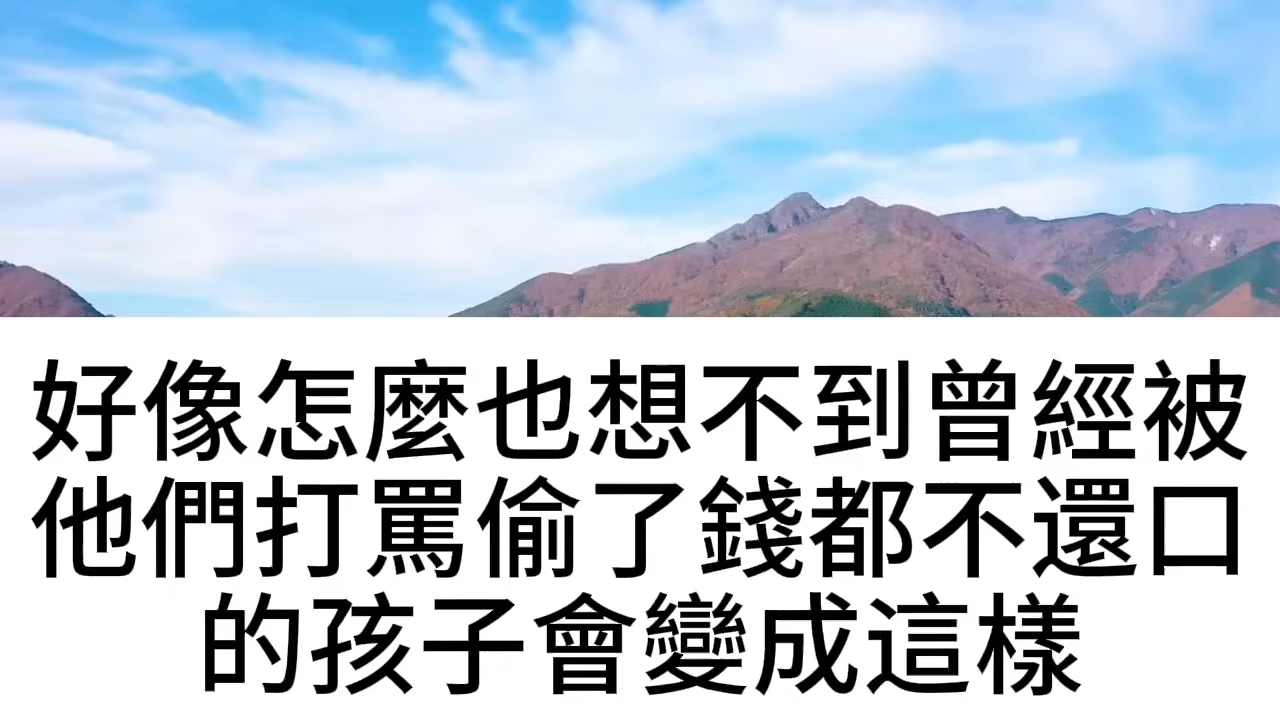 好像怎麼也想不到曾經被
他們打罵偷了錢都不還口
的孩子會變成這樣